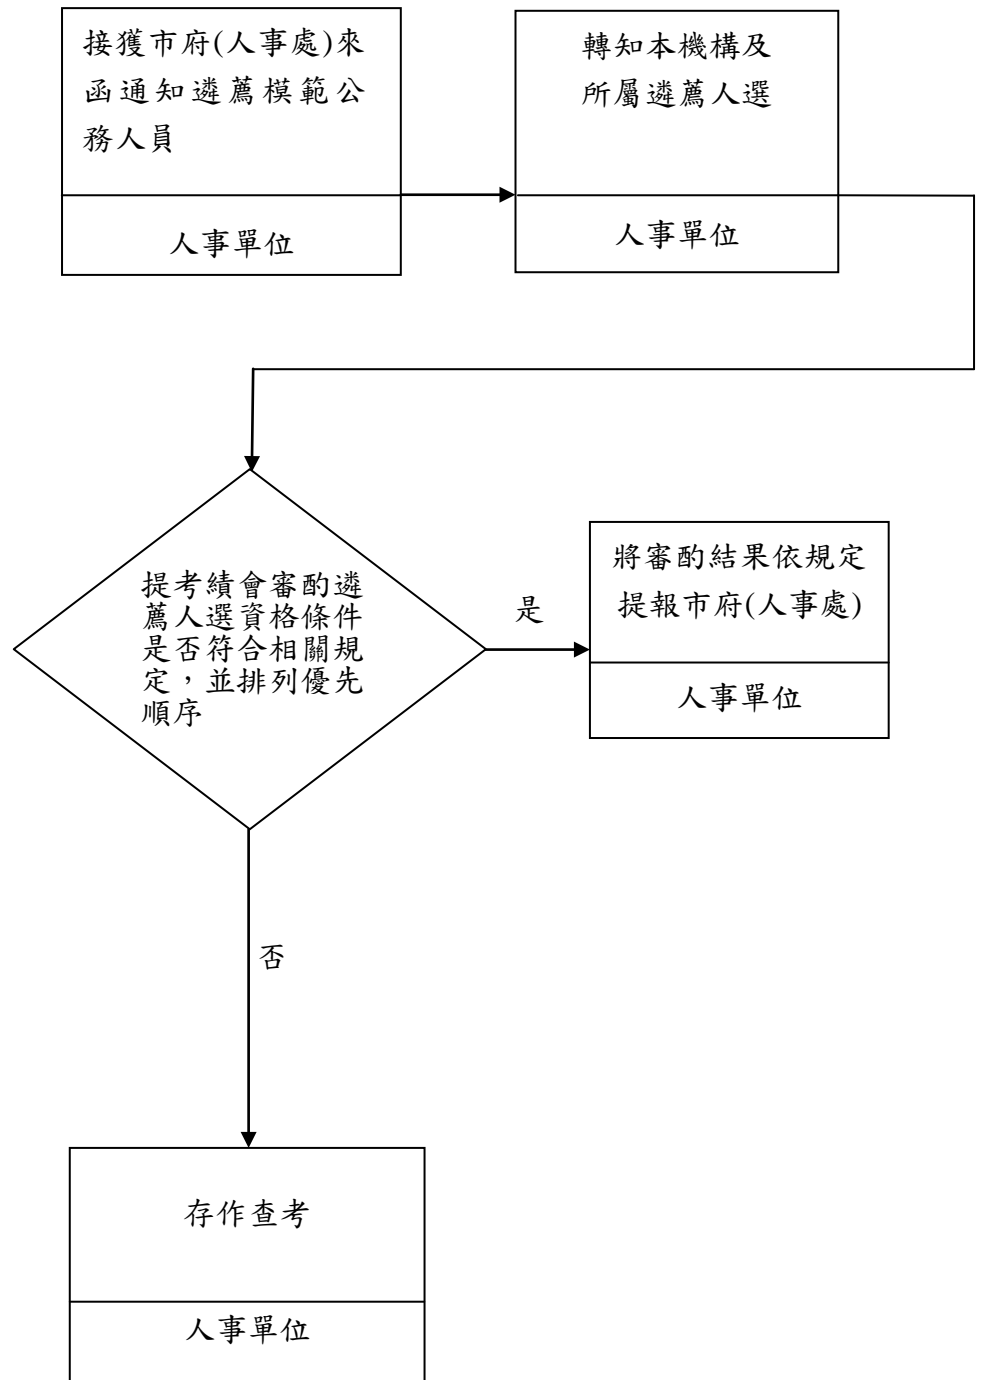 接獲市府(人事處)來
函通知遴薦模範公
務人員
人事單位
轉知本機構及
所屬遴薦人選
人事單位
提考績會審酌遴
薦人選資格條件
是否符合相關規
定，並排列優先
順序
是
將審酌結果依規定
提報市府(人事處)
人事單位
否
存作查考
人事單位